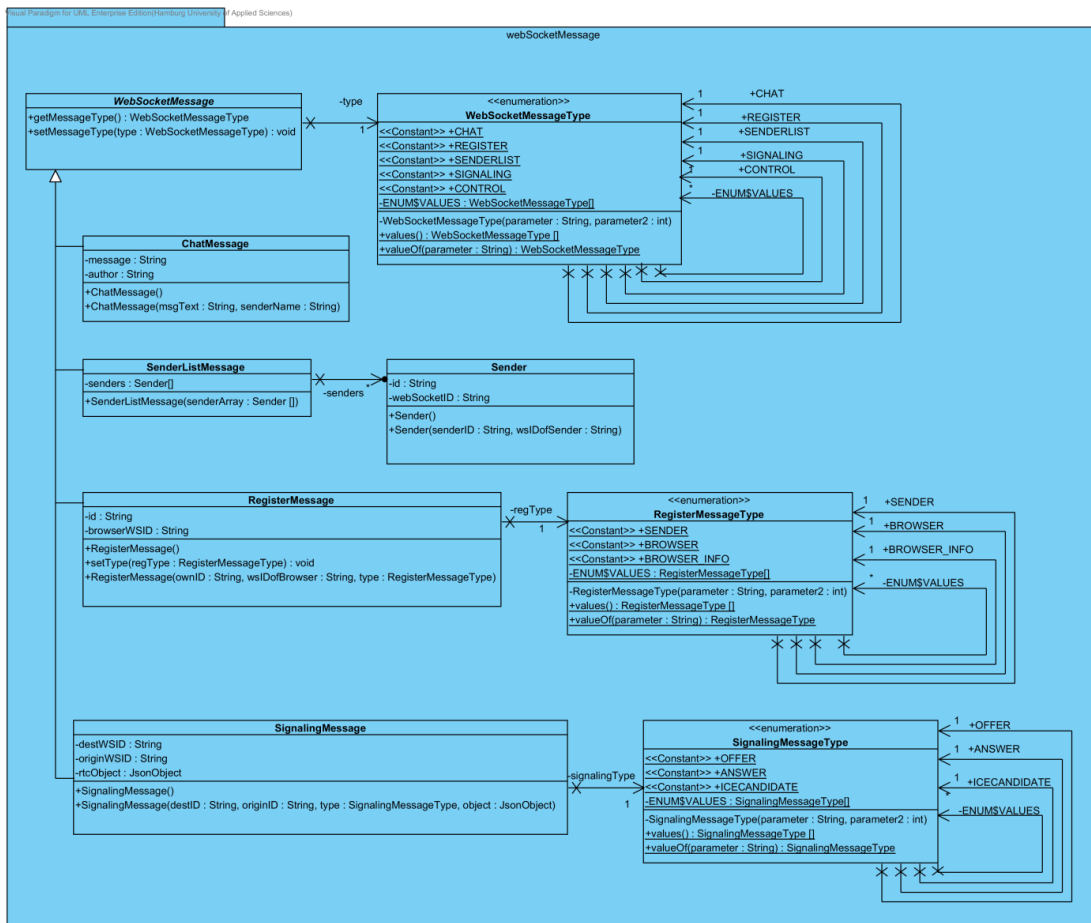 Visual Paradigm for UML Enterprise Edition(Hamburg University of Applied Sciences)
webSocketMessage
WebSocketMessage
+getMessageType() : WebSocketMessageType
+setMessageType(type : WebSocketMessageType) : void
-type
1
<<enumeration>>
WebSocketMessageType
<<Constant>> +CHAT
<<Constant>> +REGISTER
<<Constant>> +SENDERLIST
<<Constant>> +SIGNALING
<<Constant>> +CONTROL
-ENUM$VALUES : WebSocketMessageType[]
-WebSocketMessageType(parameter : String, parameter2 : int)
+values() : WebSocketMessageType []
+valueOf(parameter : String) : WebSocketMessageType
1 +CHAT
1 +REGISTER
1 +SENDERLIST
1 +SIGNALING
+CONTROL
* -ENUM$VALUES
ChatMessage
-message : String
-author : String
+ChatMessage()
+ChatMessage(msgText : String, senderName : String)
SenderListMessage
-senders : Sender[]
+SenderListMessage(senderArray : Sender [])
-senders *
Sender
-id : String
-webSocketID : String
+Sender()
+Sender(senderID : String, wsIDofSender : String)
RegisterMessage
-id : String
-browserWSID : String
+RegisterMessage()
+setType(regType : RegisterMessageType) : void
+RegisterMessage(ownID : String, wsIDofBrowser : String, type : RegisterMessageType)
-regType
1
<<enumeration>>
RegisterMessageType
<<Constant>> +SENDER
<<Constant>> +BROWSER
<<Constant>> +BROWSER_INFO
-ENUM$VALUES : RegisterMessageType[]
-RegisterMessageType(parameter : String, parameter2 : int)
+values() : RegisterMessageType []
+valueOf(parameter : String) : RegisterMessageType
1 +SENDER
1 +BROWSER
1 +BROWSER_INFO
* -ENUM$VALUES
SignalingMessage
-destWSID : String
-originWSID : String
-rtcObject : JsonObject
+SignalingMessage()
+SignalingMessage(destID : String, originID : String, type : SignalingMessageType, object : JsonObject)
-signalingType
1
<<enumeration>>
SignalingMessageType
<<Constant>> +OFFER
<<Constant>> +ANSWER
<<Constant>> +ICECANDIDATE
-ENUM$VALUES : SignalingMessageType[]
-SignalingMessageType(parameter : String, parameter2 : int)
+values() : SignalingMessageType []
+valueOf(parameter : String) : SignalingMessageType
1 +OFFER
1 +ANSWER
1 +ICECANDIDATE
* -ENUM$VALUES